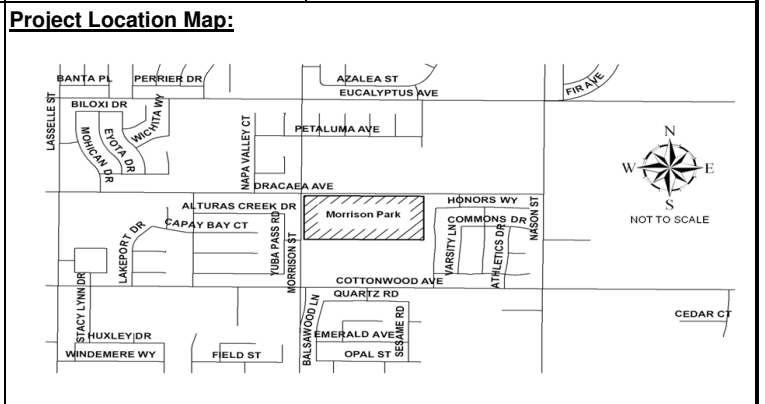 Project Location Map:
BANTA PL
PERRIER DR
AZALEA ST
EUCALYPTUS AVE
FIR AVE
LASSELLE ST
BILOXI DR
WICHITA WY
MOHICAN DR
EYOTA DR
NAPA VALLEY CT
PETALUMA AVE
N
W
E
S
NOT TO SCALE
DRACAEA AVE
ALTURAS CREEK DR
Morrison Park
HONORS WY
NASON ST
CAPAY BAY CT
COMMONS DR
LAKEPORT DR
YUBA PASS RD
MORRISON ST
VARSITY LN
ATHLETICS DR
COTTONWOOD AVE
STACY LYNN DR
QUARTZ RD
BALSAWOOD LN
SESAME RD
CEDAR CT
HUXLEY DR
EMERALD AVE
WINDEMERE WY
FIELD ST
OPAL ST